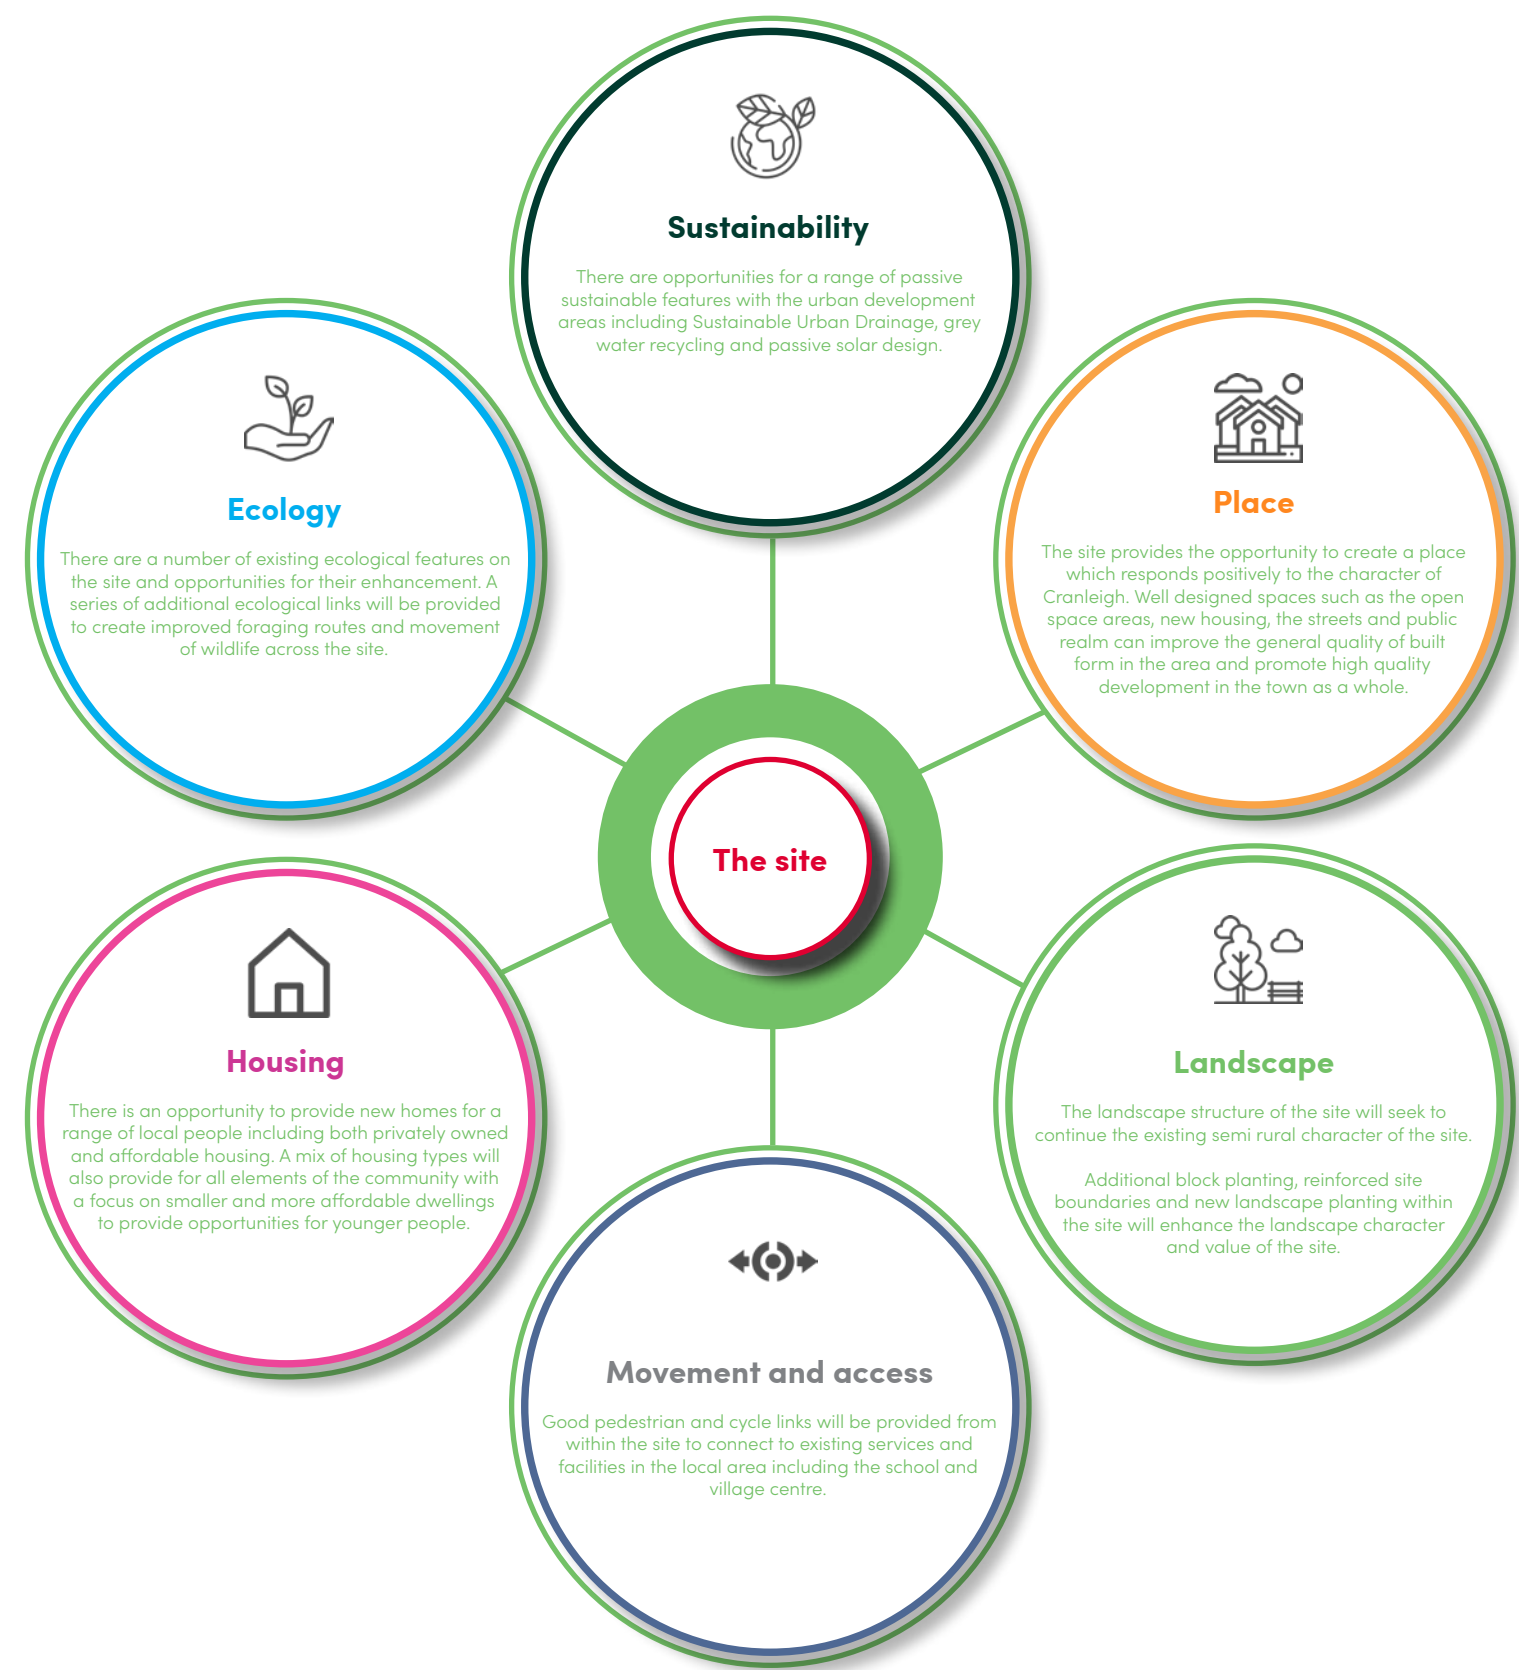 Sustainability
There are opportunities for a range of passive
sustainable features with the urban development
areas including Sustainable Urban Drainage, grey
water recycling and passive solar design.
Ecology
There are a number of existing ecological features on
the site and opportunities for their enhancement. A
series of additional ecological links will be provided
to create improved foraging routes and movement
of wildlife across the site.
Place
The site provides the opportunity to create a place
which responds positively to the character of
Cranleigh. Well designed spaces such as the open
space areas, new housing, the streets and public
realm can improve the general quality of built
form in the area and promote high quality
development in the town as a whole.
The site
Housing
There is an opportunity to provide new homes for a
range of local people including both privately owned
and affordable housing. A mix of housing types will
also provide for all elements of the community with
a focus on smaller and more affordable dwellings
to provide opportunities for younger people.
Landscape
The landscape structure of the site will seek to
continue the existing semi rural character of the site.
Additional block planting, reinforced site
boundaries and new landscape planting within
the site will enhance the landscape character
and value of the site.
Movement and access
Good pedestrian and cycle links will be provided from
within the site to connect to existing services and
facilities in the local area including the school and
village centre.